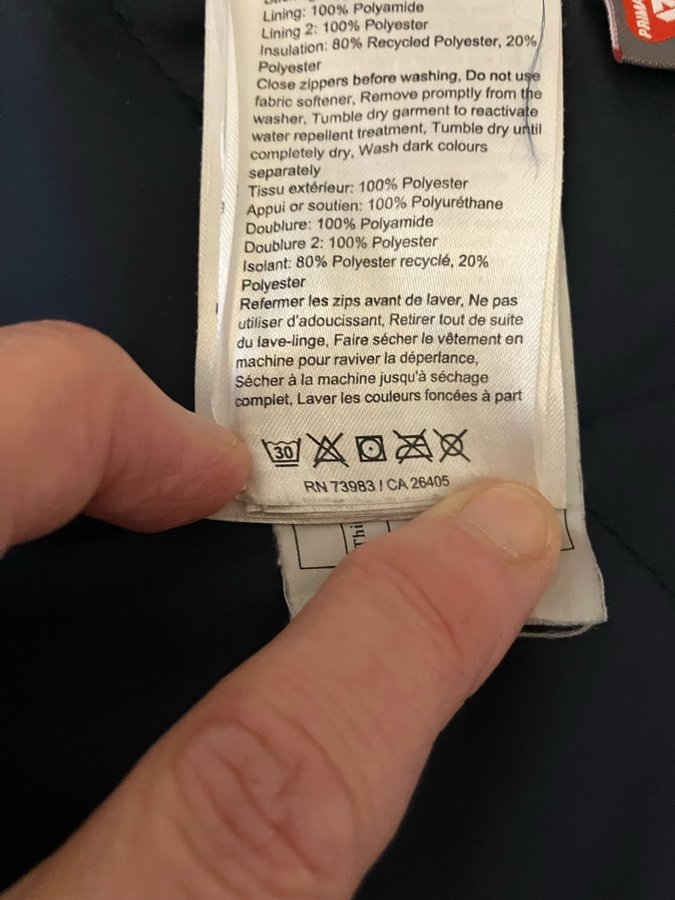 Lining: 100% Polyamide
Lining 2: 100% Polyester
Insulation: 80% Recycled Polyester, 20%
Polyester
Close zippers before washing, Do not use
fabric softener, Remove promptly from the
washer, Tumble dry garment to reactivate
water repellent treatment, Tumble dry until
completely dry, Wash dark colours
separately
Tissu extérieur: 100% Polyester
Appui or soutien: 100% Polyuréthane
Doublure: 100% Polyamide
Doublure 2: 100% Polyester
Isolant: 80% Polyester recyclé, 20%
Polyester
Refermer les zips avant de laver, Ne pas
utiliser d'adoucissant, Retirer tout de suite
du lave-linge, Faire sécher le vêtement en
machine pour raviver la déperlance,
Sécher à la machine jusqu'à séchage
complet, Laver les couleurs foncées à part
30
RN 73983 / CA 26405